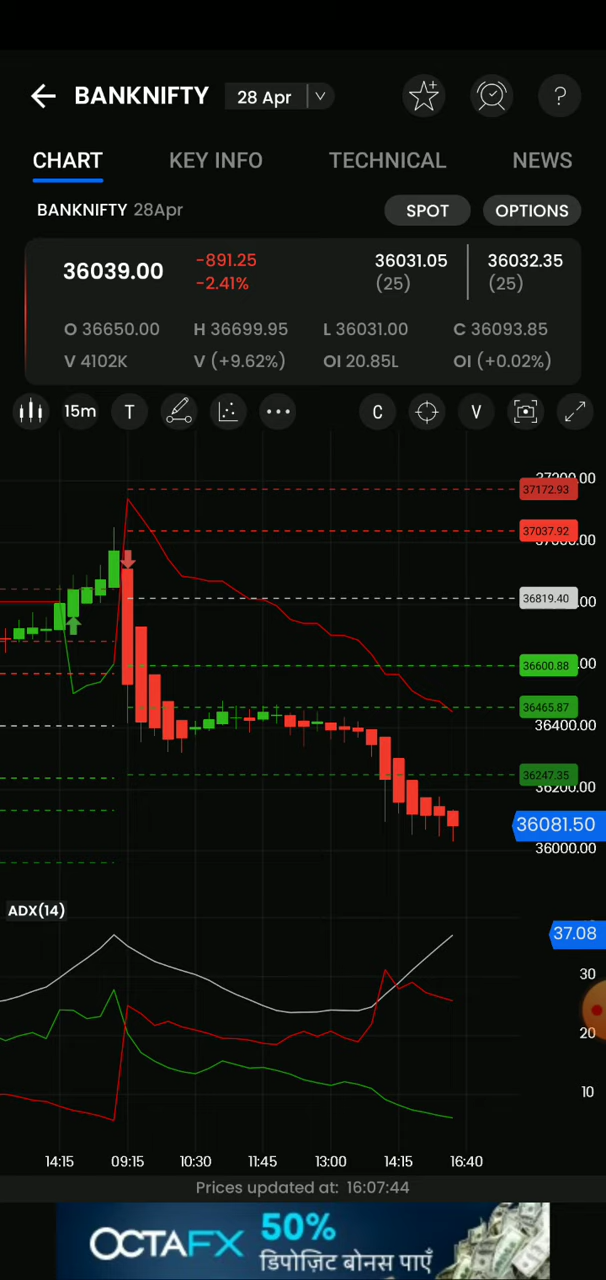 BANKNIFTY 28 Apr
CHART KEY INFO TECHNICAL NEWS
BANKNIFTY 28Apr SPOT OPTIONS
36039.00 -891.25 36031.05 36032.35
-2.41% (25) (25)
O 36650.00 H 36699.95 L 36031.00 C 36093.85
V 4102K V (+9.62%) OI 20.85L OI (+0.02%)
15m T C V
37172.93
37037.92
36819.40
36600.88
36465.87
36400.00
36247.35
36200.00
36081.50
36000.00
ADX(14)
37.08
30
20
10
14:15 09:15 10:30 11:45 13:00 14:15 16:40
Prices updated at: 16:07:44
OCTAFX 50%
डिपोज़िट बोनस पाएँ